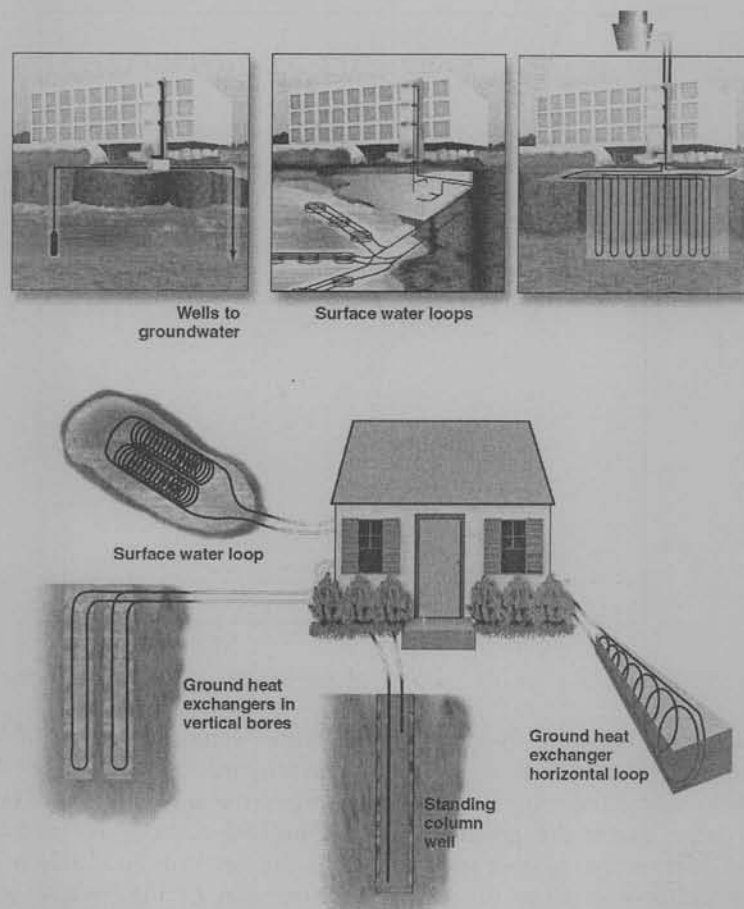 Wells to
groundwater
Surface water loops
Surface water loop
Ground heat
exchangers in
vertical bores
Ground heat
exchanger
horizontal loop
Standing
column
well